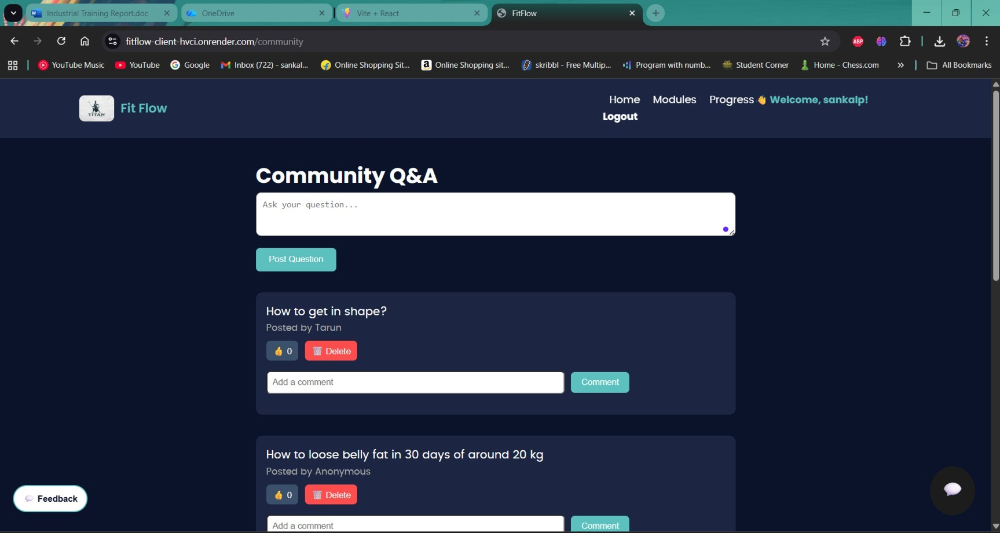 Industrial Training Report.doc
OneDrive
Vite + React
FitFlow
fitflow-client-hvci.onrender.com/community
ABP
YouTube Music
YouTube
Google
Inbox (722) - sankal...
Online Shopping Sit...
Online Shopping sit...
skribbl - Free Multip...
Program with numb...
Student Corner
Home - Chess.com
All Bookmarks
TITAN
Fit Flow
Home
Modules
Progress
👋 Welcome, sankalp!
Logout
Community Q&A
Ask your question...
Post Question
How to get in shape?
Posted by Tarun
👍 0
🗑️ Delete
Add a comment
Comment
How to loose belly fat in 30 days of around 20 kg
Posted by Anonymous
👍 0
🗑️ Delete
Add a comment
Comment
💬 Feedback